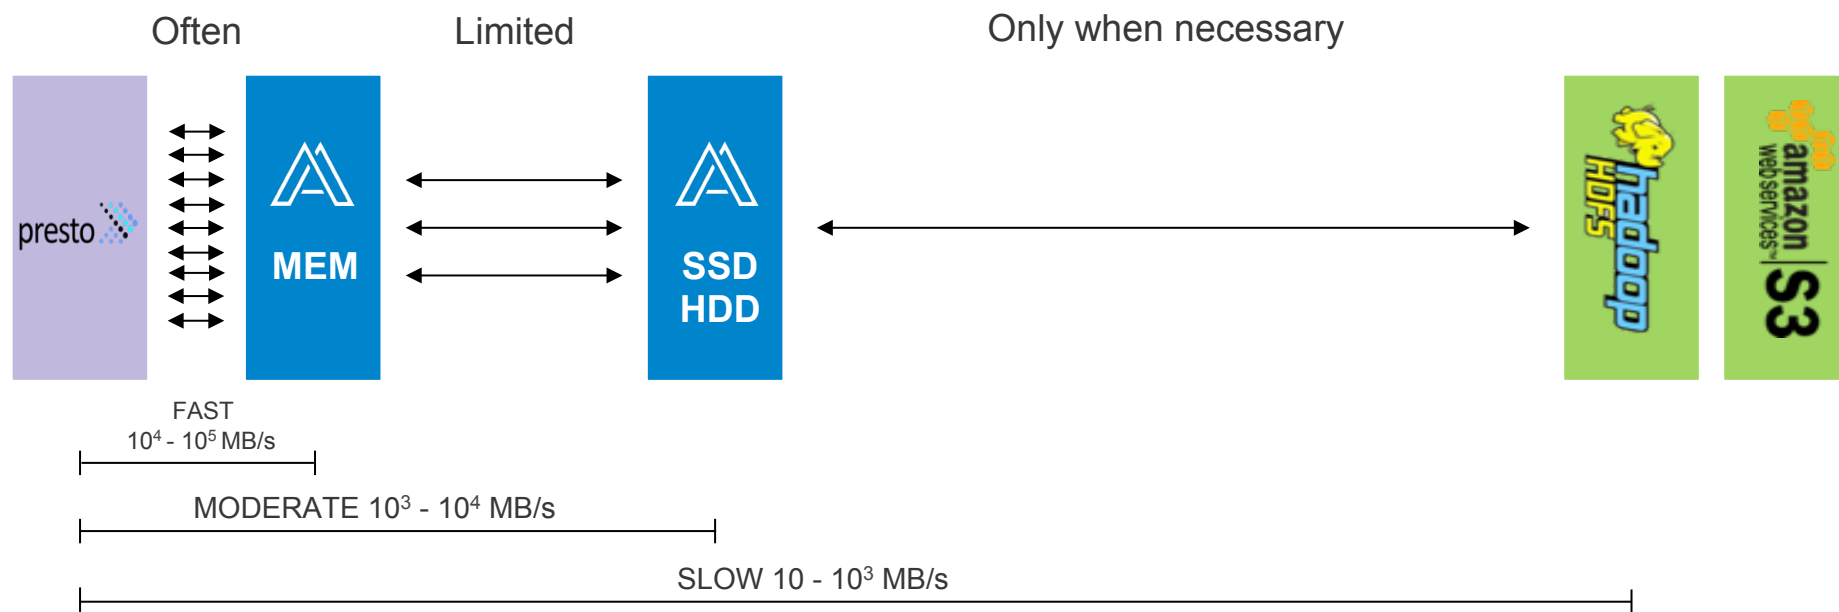 Often
Limited
Only when necessary
presto
MEM
SSD
HDD
hadoop
HDFS
amazon
web services™
S3
FAST
10⁴ - 10⁵ MB/s
MODERATE 10³ - 10⁴ MB/s
SLOW 10 - 10³ MB/s